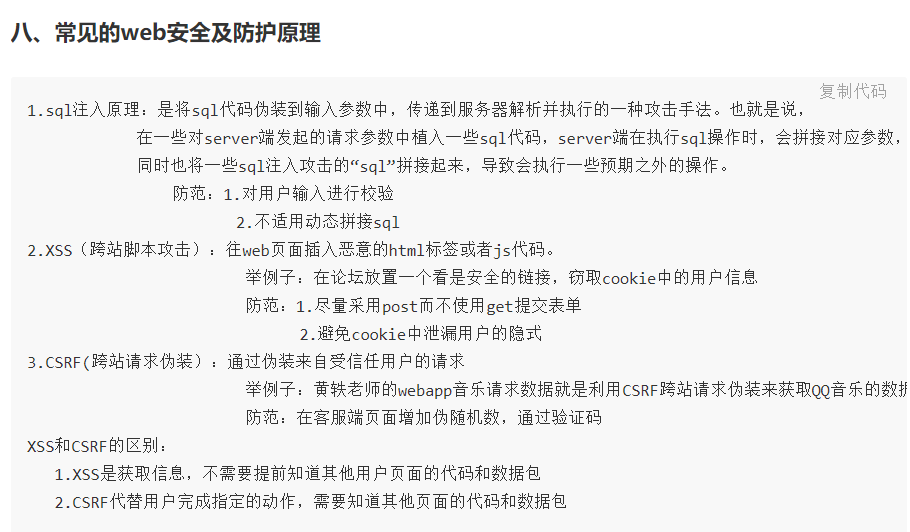 八、常见的web安全及防护原理
复制代码
1.sql注入原理：是将sql代码伪装到输入参数中，传递到服务器解析并执行的一种攻击手法。也就是说，
在一些对server端发起的请求参数中植入一些sql代码，server端在执行sql操作时，会拼接对应参数，
同时也将一些sql注入攻击的“sql”拼接起来，导致会执行一些预期之外的操作。
防范：1.对用户输入进行校验
2.不适用动态拼接sql
2.XSS（跨站脚本攻击）：往web页面插入恶意的html标签或者js代码。
举例子：在论坛放置一个看是安全的链接，窃取cookie中的用户信息
防范：1.尽量采用post而不使用get提交表单
2.避免cookie中泄漏用户的隐式
3.CSRF(跨站请求伪装）：通过伪装来自受信任用户的请求
举例子：黄轶老师的webapp音乐请求数据就是利用CSRF跨站请求伪装来获取QQ音乐的数据
防范：在客服端页面增加伪随机数，通过验证码
XSS和CSRF的区别：
1.XSS是获取信息，不需要提前知道其他用户页面的代码和数据包
2.CSRF代替用户完成指定的动作，需要知道其他页面的代码和数据包